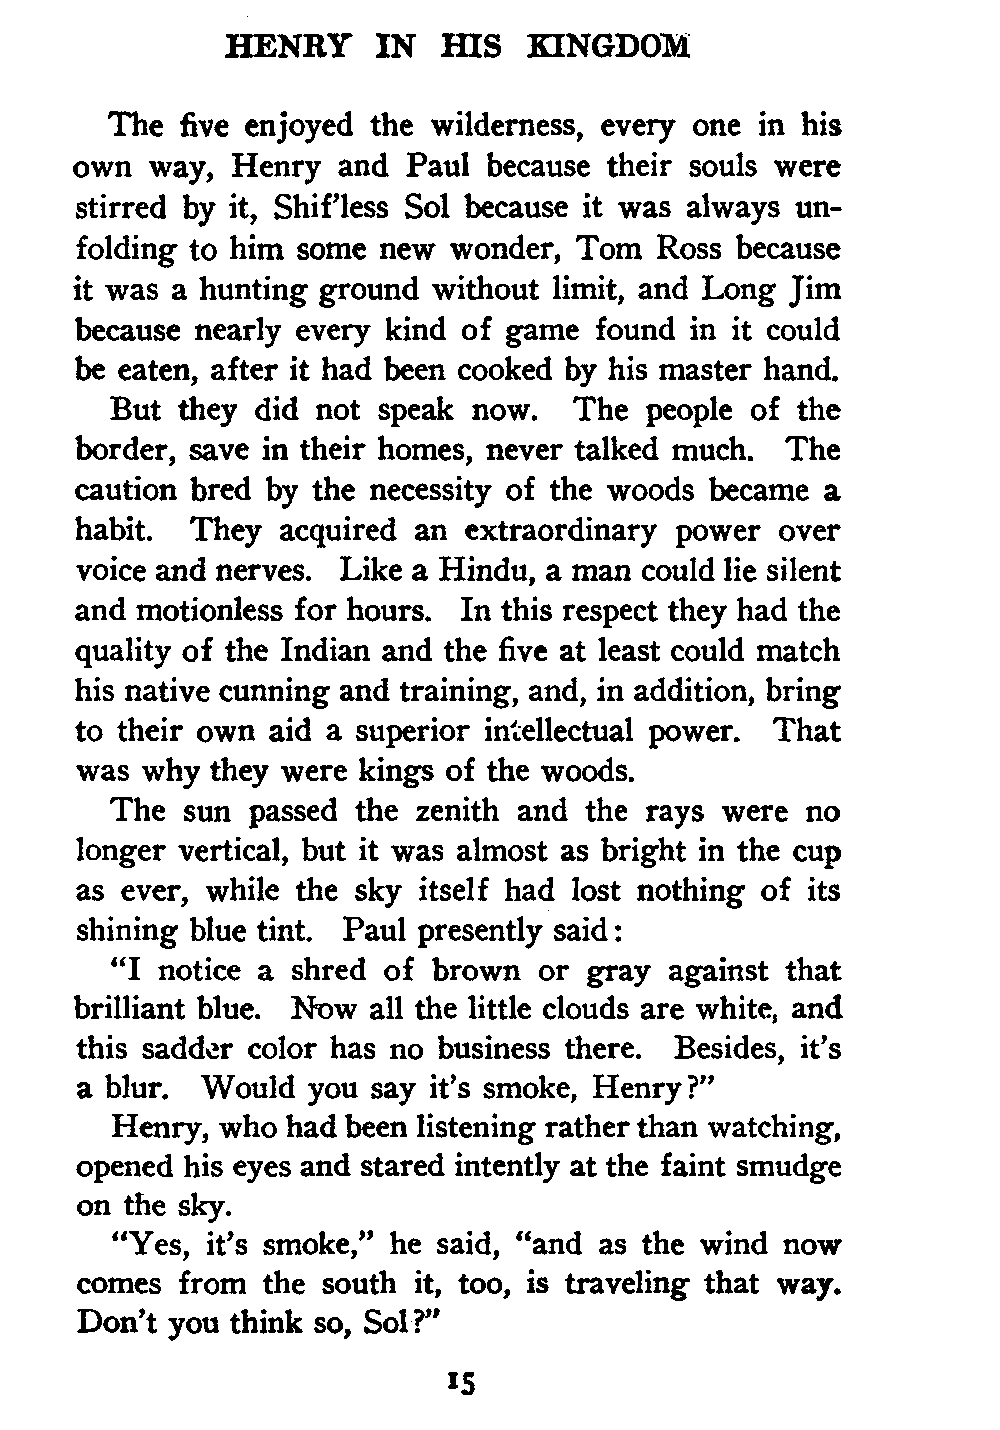 HENRY IN HIS KINGDOM
The five enjoyed the wilderness, every one in his
own way, Henry and Paul because their souls were
stirred by it, Shif'less Sol because it was always un-
folding to him some new wonder, Tom Ross because
it was a hunting ground without limit, and Long Jim
because nearly every kind of game found in it could
be eaten, after it had been cooked by his master hand.
But they did not speak now. The people of the
border, save in their homes, never talked much. The
caution bred by the necessity of the woods became a
habit. They acquired an extraordinary power over
voice and nerves. Like a Hindu, a man could lie silent
and motionless for hours. In this respect they had the
quality of the Indian and the five at least could match
his native cunning and training, and, in addition, bring
to their own aid a superior intellectual power. That
was why they were kings of the woods.
The sun passed the zenith and the rays were no
longer vertical, but it was almost as bright in the cup
as ever, while the sky itself had lost nothing of its
shining blue tint. Paul presently said:
"I notice a shred of brown or gray against that
brilliant blue. Now all the little clouds are white, and
this sadder color has no business there. Besides, it's
a blur. Would you say it's smoke, Henry?"
Henry, who had been listening rather than watching,
opened his eyes and stared intently at the faint smudge
on the sky.
"Yes, it's smoke," he said, "and as the wind now
comes from the south it, too, is traveling that way.
Don't you think so, Sol?"
15